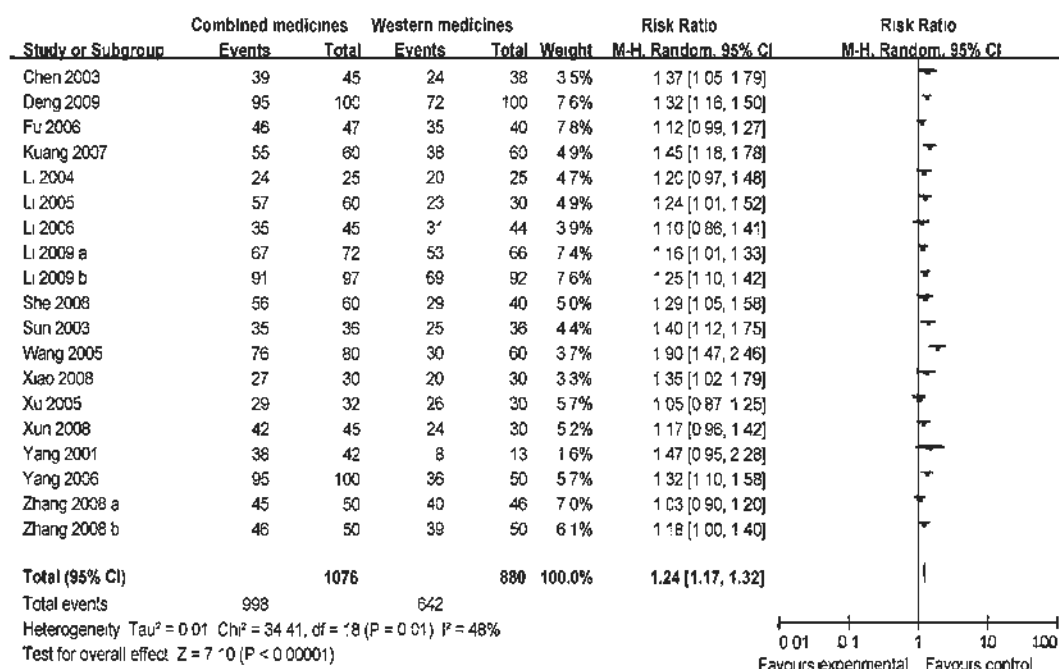 Combined medicines Western medicines Risk Ratio Risk Ratio
Study or Subgroup Events Total Events Total Weight M-H. Random. 95% CI M-H. Random. 95% CI
Chen 2003 39 45 24 38 3.5% 1.37 [1.05, 1.79]
Deng 2009 95 100 72 100 7.6% 1.32 [1.16, 1.50]
Fu 2006 46 47 35 40 7.8% 1.12 [0.99, 1.27]
Kuang 2007 55 60 38 60 4.9% 1.45 [1.18, 1.78]
Li 2004 24 25 20 25 4.7% 1.20 [0.97, 1.48]
Li 2005 57 60 23 30 4.9% 1.24 [1.01, 1.52]
Li 2006 35 45 31 44 3.9% 1.10 [0.86, 1.41]
Li 2009 a 67 72 53 66 7.4% 1.16 [1.01, 1.33]
Li 2009 b 91 97 69 92 7.6% 1.25 [1.10, 1.42]
She 2008 56 60 29 40 5.0% 1.29 [1.05, 1.58]
Sun 2003 35 36 25 36 4.4% 1.40 [1.12, 1.75]
Wang 2005 76 80 30 60 3.7% 1.90 [1.47, 2.46]
Xiao 2008 27 30 20 30 3.3% 1.35 [1.02, 1.79]
Xu 2005 29 32 26 30 5.7% 1.05 [0.87, 1.25]
Xun 2008 42 45 24 30 5.2% 1.17 [0.96, 1.42]
Yang 2001 38 42 8 13 1.6% 1.47 [0.95, 2.28]
Yang 2006 95 100 36 50 5.7% 1.32 [1.10, 1.58]
Zhang 2008 a 45 50 40 46 7.0% 1.03 [0.90, 1.20]
Zhang 2008 b 46 50 39 50 6.1% 1.18 [1.00, 1.40]
Total (95% CI) 1076 880 100.0% 1.24 [1.17, 1.32]
Total events 998 642
Heterogeneity Tau² = 0.01 Chi² = 34.41, df = 18 (P = 0.01) I² = 48%
Test for overall effect Z = 7.10 (P < 0.00001)
0.01 0.1 1 10 100
Favours experimental Favours control